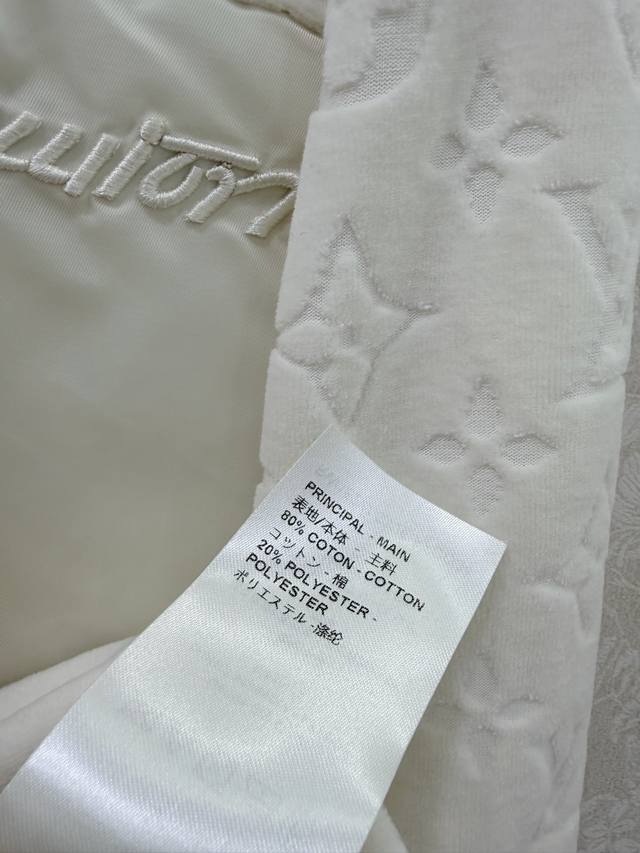 uiton
PRINCIPAL - MAIN
表地/本体 - 主料
80% COTON - COTTON
コットン - 棉
20% POLYESTER -
POLYESTER
ポリエステル -涤纶